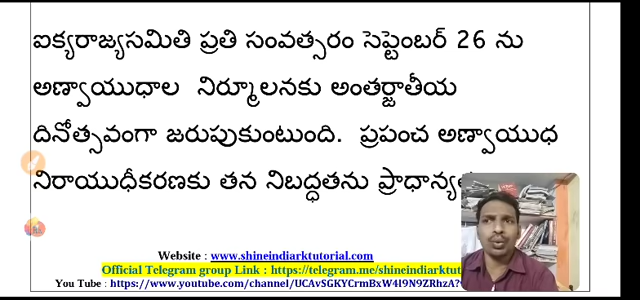 ఐక్యరాజ్యసమితి ప్రతి సంవత్సరం సెప్టెంబర్ 26 ను
అణ్వాయుధాల నిర్మూలనకు అంతర్జాతీయ
దినోత్సవంగా జరుపుకుంటుంది. ప్రపంచ అణ్వాయుధ
నిరాయుధీకరణకు తన నిబద్ధతను
Website : www.shineindiarktutorial.com
Official Telegram group Link : https://telegram.me/shineindiarktut
You Tube : https://www.youtube.com/channel/UCAvSGKYCrmBxW4I9N9ZRhzA?